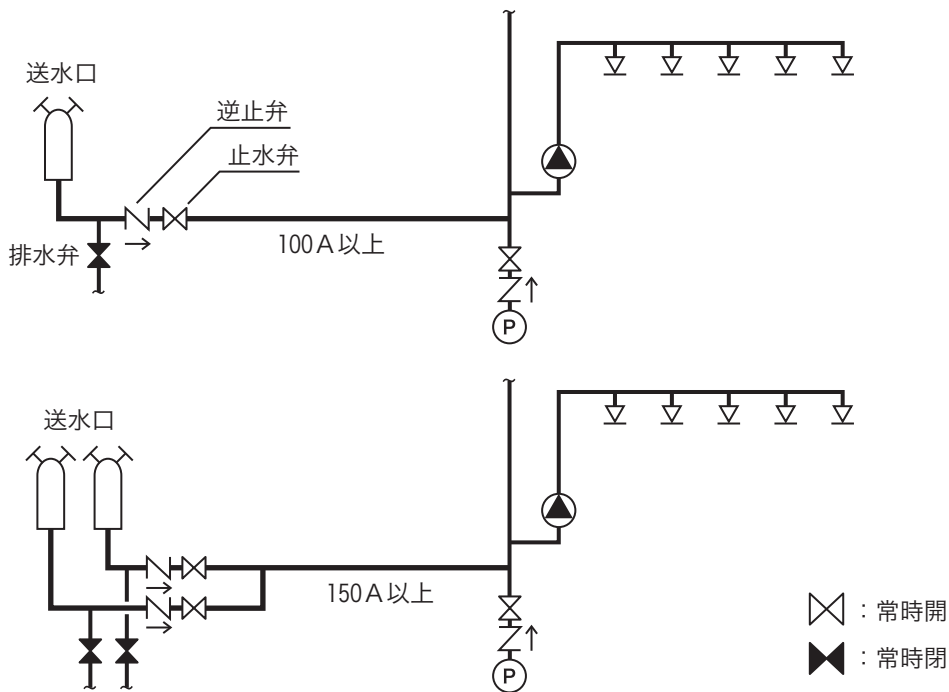 送水口
逆止弁
止水弁
排水弁
100A以上
P
送水口
150A以上
P
：常時開
：常時閉